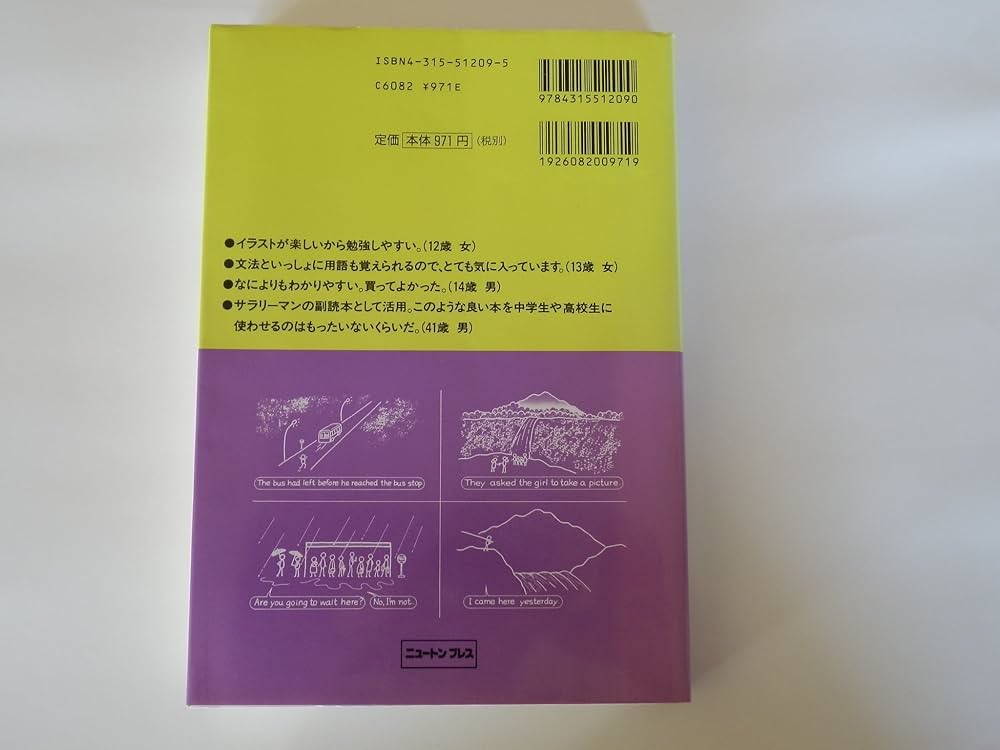 ISBN4-315-51209-5
C6082 ¥971E
9784315512090
定価 本体971円 (税別)
1926082009719
●イラストが楽しいから勉強しやすい。(12歳 女)
●文法といっしょに用語も覚えられるので、とても気に入っています。(13歳 女)
●なによりもわかりやすい。買ってよかった。(14歳 男)
●サラリーマンの副読本として活用。このような良い本を中学生や高校生に
使わせるのはもったいないくらいだ。(41歳 男)
The bus had left before he reached the bus stop
They asked the girl to take a picture.
Are you going to wait here? No, I'm not.
I came here yesterday
ニュートン プレス